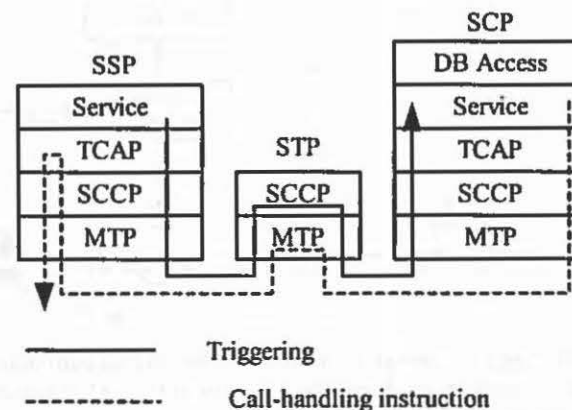 SCP
SSP
DB Access
Service
Service
TCAP
STP
TCAP
SCCP
SCCP
SCCP
MTP
MTP
MTP
Triggering
Call-handling instruction